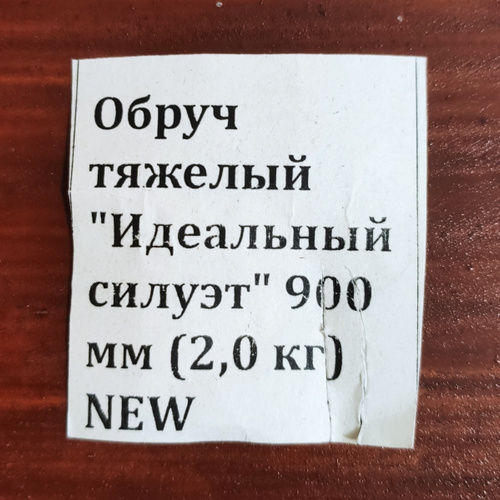 Обруч
тяжелый
"Идеальный
силуэт" 900
мм (2,0 кг)
NEW